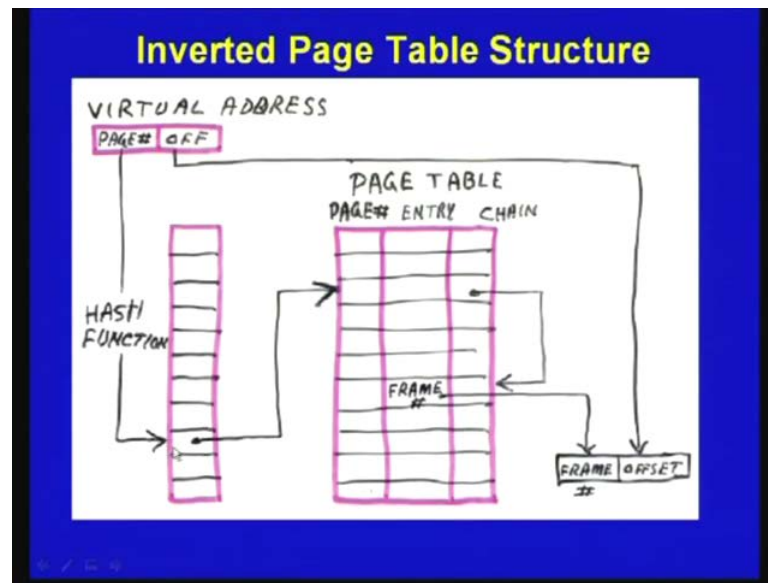 Inverted Page Table Structure
VIRTUAL ADDRESS
PAGE# OFF
PAGE TABLE
PAGE# ENTRY CHAIN
HASH
FUNCTION
FRAME
#
FRAME OFFSET
#